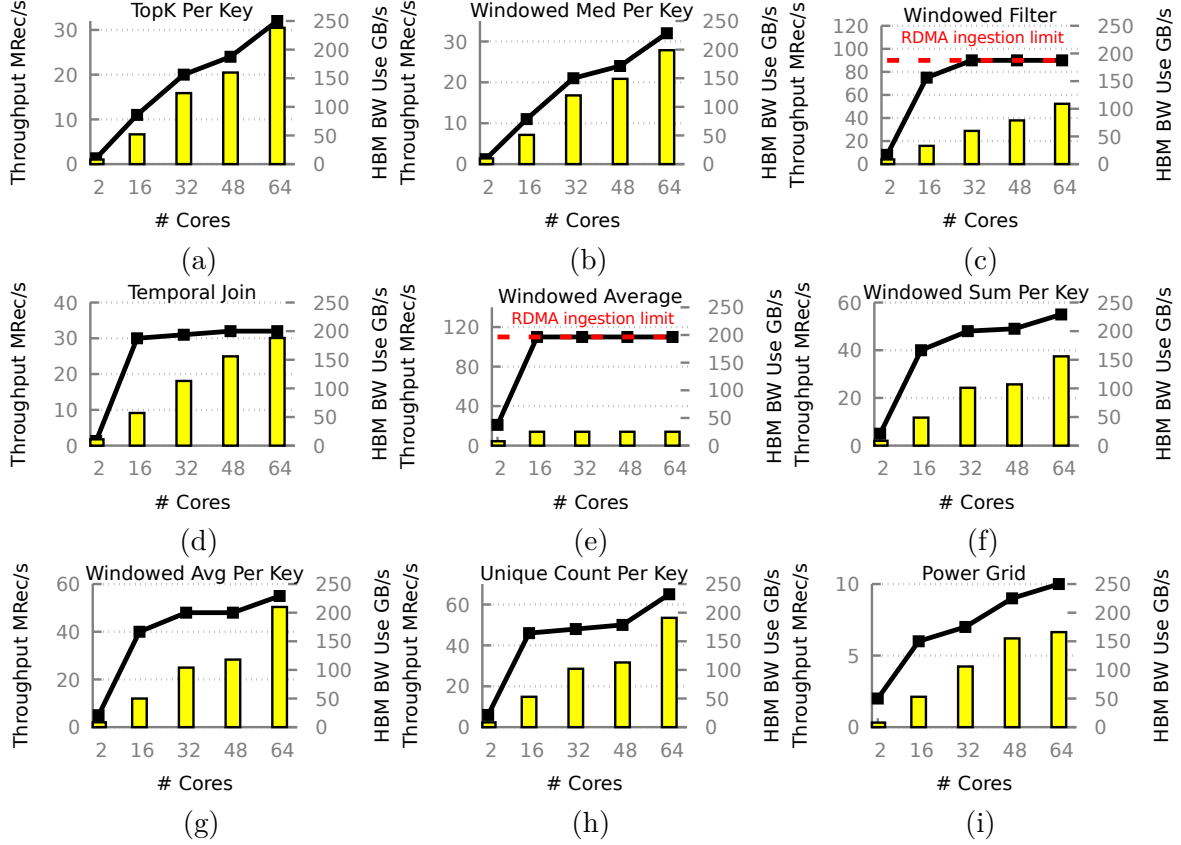 TopK Per Key
Throughput MRec/s
30
20
10
0
250
200
150
100
50
0
HBM BW Use GB/s
2 16 32 48 64
# Cores
(a)
Windowed Med Per Key
Throughput MRec/s
30
20
10
0
250
200
150
100
50
0
HBM BW Use GB/s
2 16 32 48 64
# Cores
(b)
Windowed Filter
RDMA ingestion limit
Throughput MRec/s
120
100
80
60
40
20
0
250
200
150
100
50
0
HBM BW Use GB/s
2 16 32 48 64
# Cores
(c)
Temporal Join
Throughput MRec/s
40
30
20
10
0
250
200
150
100
50
0
HBM BW Use GB/s
2 16 32 48 64
# Cores
(d)
Windowed Average
RDMA ingestion limit
Throughput MRec/s
120
80
40
0
250
200
150
100
50
0
HBM BW Use GB/s
2 16 32 48 64
# Cores
(e)
Windowed Sum Per Key
Throughput MRec/s
60
40
20
0
250
200
150
100
50
0
HBM BW Use GB/s
2 16 32 48 64
# Cores
(f)
Windowed Avg Per Key
Throughput MRec/s
60
40
20
0
250
200
150
100
50
0
HBM BW Use GB/s
2 16 32 48 64
# Cores
(g)
Unique Count Per Key
Throughput MRec/s
60
40
20
0
250
200
150
100
50
0
HBM BW Use GB/s
2 16 32 48 64
# Cores
(h)
Power Grid
Throughput MRec/s
10
5
0
250
200
150
100
50
0
HBM BW Use GB/s
2 16 32 48 64
# Cores
(i)